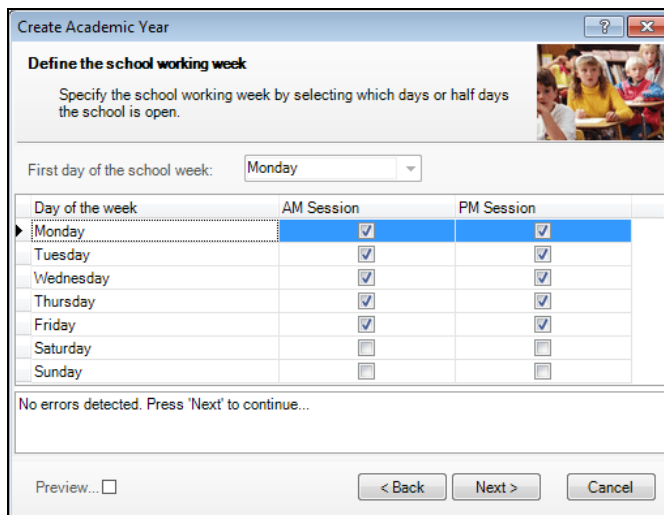 Create Academic Year
Define the school working week
Specify the school working week by selecting which days or half days
the school is open.
First day of the school week: Monday
Day of the week AM Session PM Session
Monday
Tuesday
Wednesday
Thursday
Friday
Saturday
Sunday
No errors detected. Press 'Next' to continue...
Preview... < Back Next > Cancel